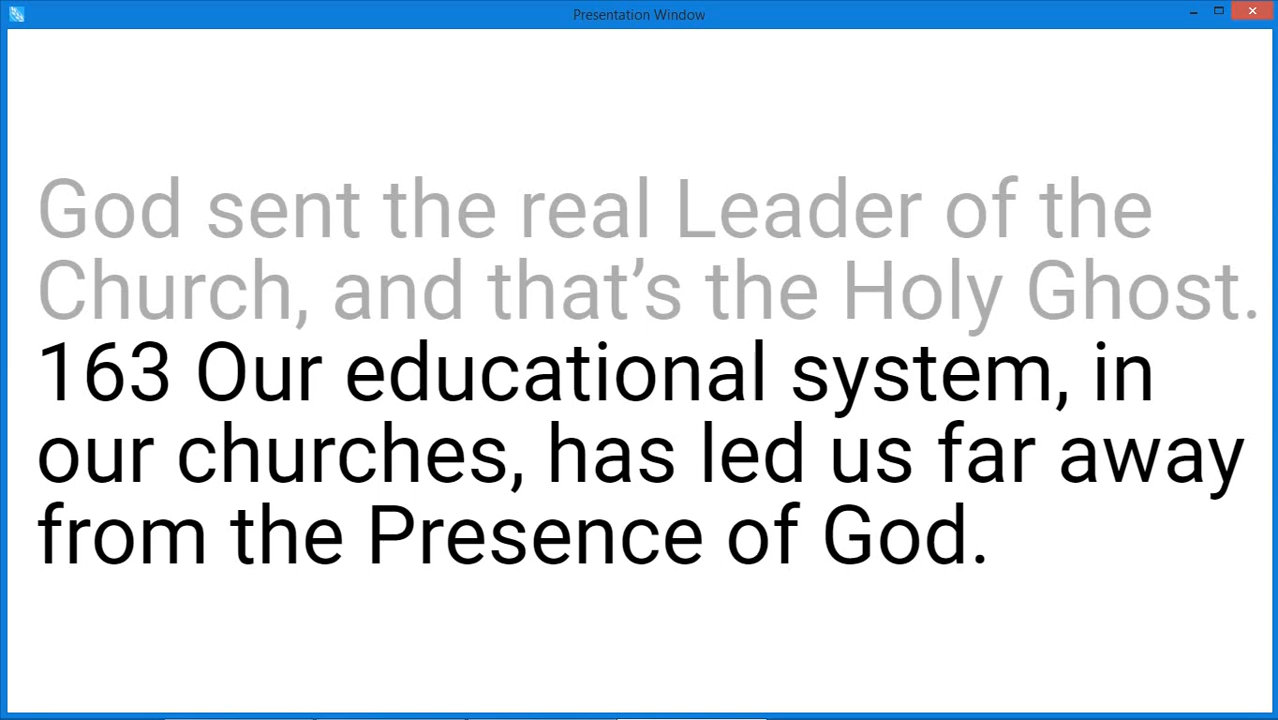 Presentation Window
God sent the real Leader of the
Church, and that’s the Holy Ghost.
163 Our educational system, in
our churches, has led us far away
from the Presence of God.